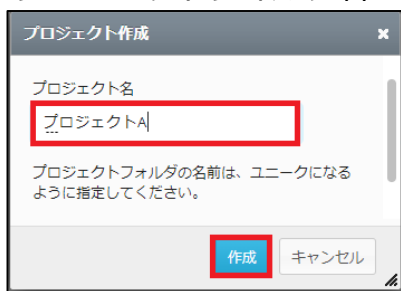 プロジェクト作成
プロジェクト名
プロジェクトA
プロジェクトフォルダの名前は、ユニークになる
ように指定してください。
作成 キャンセル